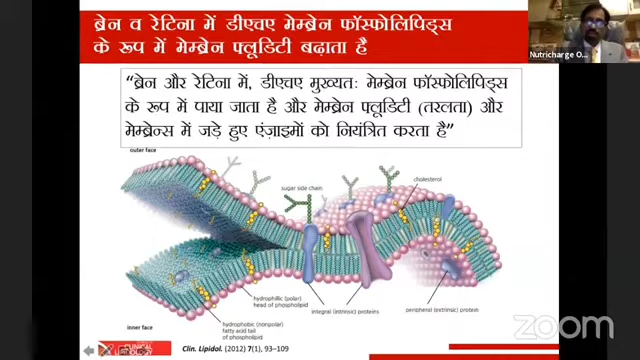 ब्रेन व रेटिना में डीएचए मेम्ब्रेन फॉस्फोलिपिड्स
के रूप में मेम्ब्रेन फ्लूडिटी बढ़ाता है
Nutricharge O...
“ब्रेन और रेटिना में, डीएचए मुख्यतः मेम्ब्रेन फॉस्फोलिपिड्स
के रूप में पाया जाता है और मेम्ब्रेन फ्लूडिटी (तरलता) और
मेम्ब्रेन्स में जड़े हुए एंज़ाइमों को नियंत्रित करता है”
outer face
sugar side chain
cholesterol
hydrophillic (polar)
head of phospholipid
integral (intrinsic) proteins
peripheral (extrinsic) protein
inner face
hydrophobic (nonpolar)
fatty acid tail
of phospholipid
zoom
CLINICAL
Clin. Lipidol. (2012) 7(1), 93–109